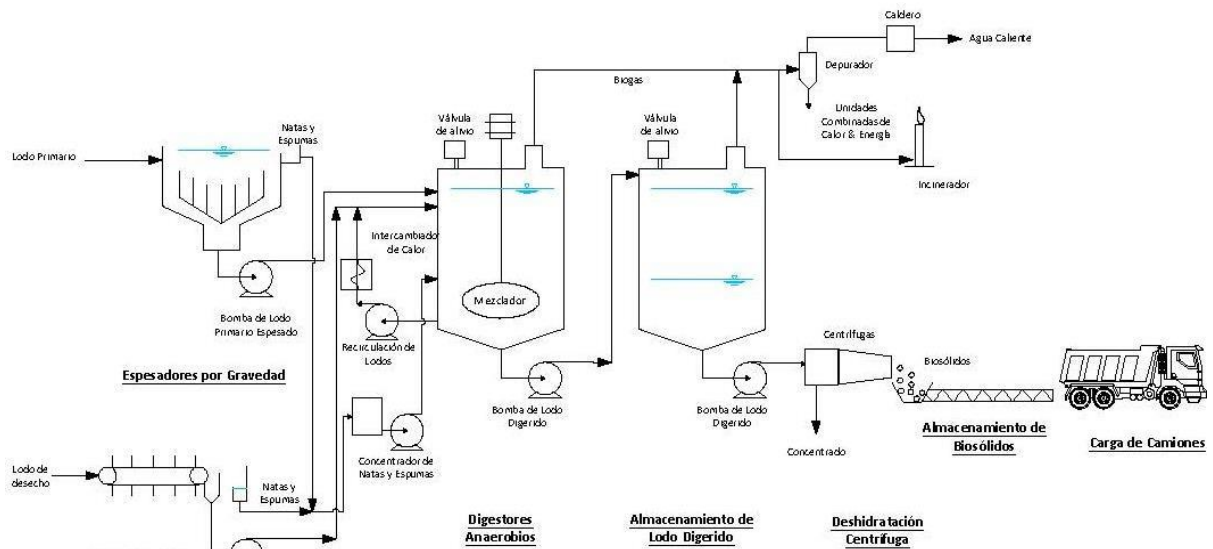 Caldero
Agua Caliente
Depurador
Biogas
Unidades
Combinadas de
Calor & Energía
Incinerador
Natas y
Espumas
Válvula
de alivio
Válvula
de alivio
Lodo Primario
Intercambiador
de Calor
Mezclador
Bomba de Lodo
Primario Espesado
Recirculación de
Lodos
Centrífugas
Biosólidos
Espesadores por Gravedad
Bomba de Lodo
Digerido
Bomba de Lodo
Digerido
Almacenamiento de
Biosólidos
Carga de Camiones
Concentrado
Concentrador de
Natas y Espumas
Lodo de
desecho
Natas y
Espumas
Digestores
Anaerobios
Almacenamiento de
Lodo Digerido
Deshidratación
Centrífuga